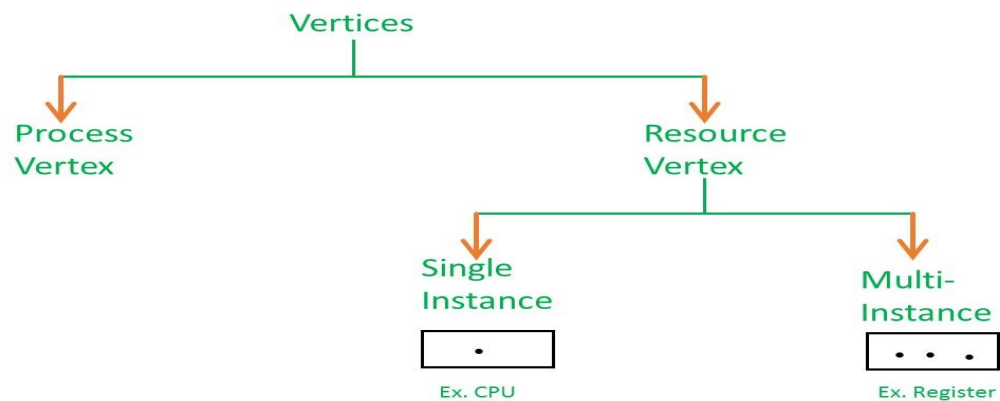 Vertices
Process
Vertex
Resource
Vertex
Single
Instance
Ex. CPU
Multi-
Instance
Ex. Register